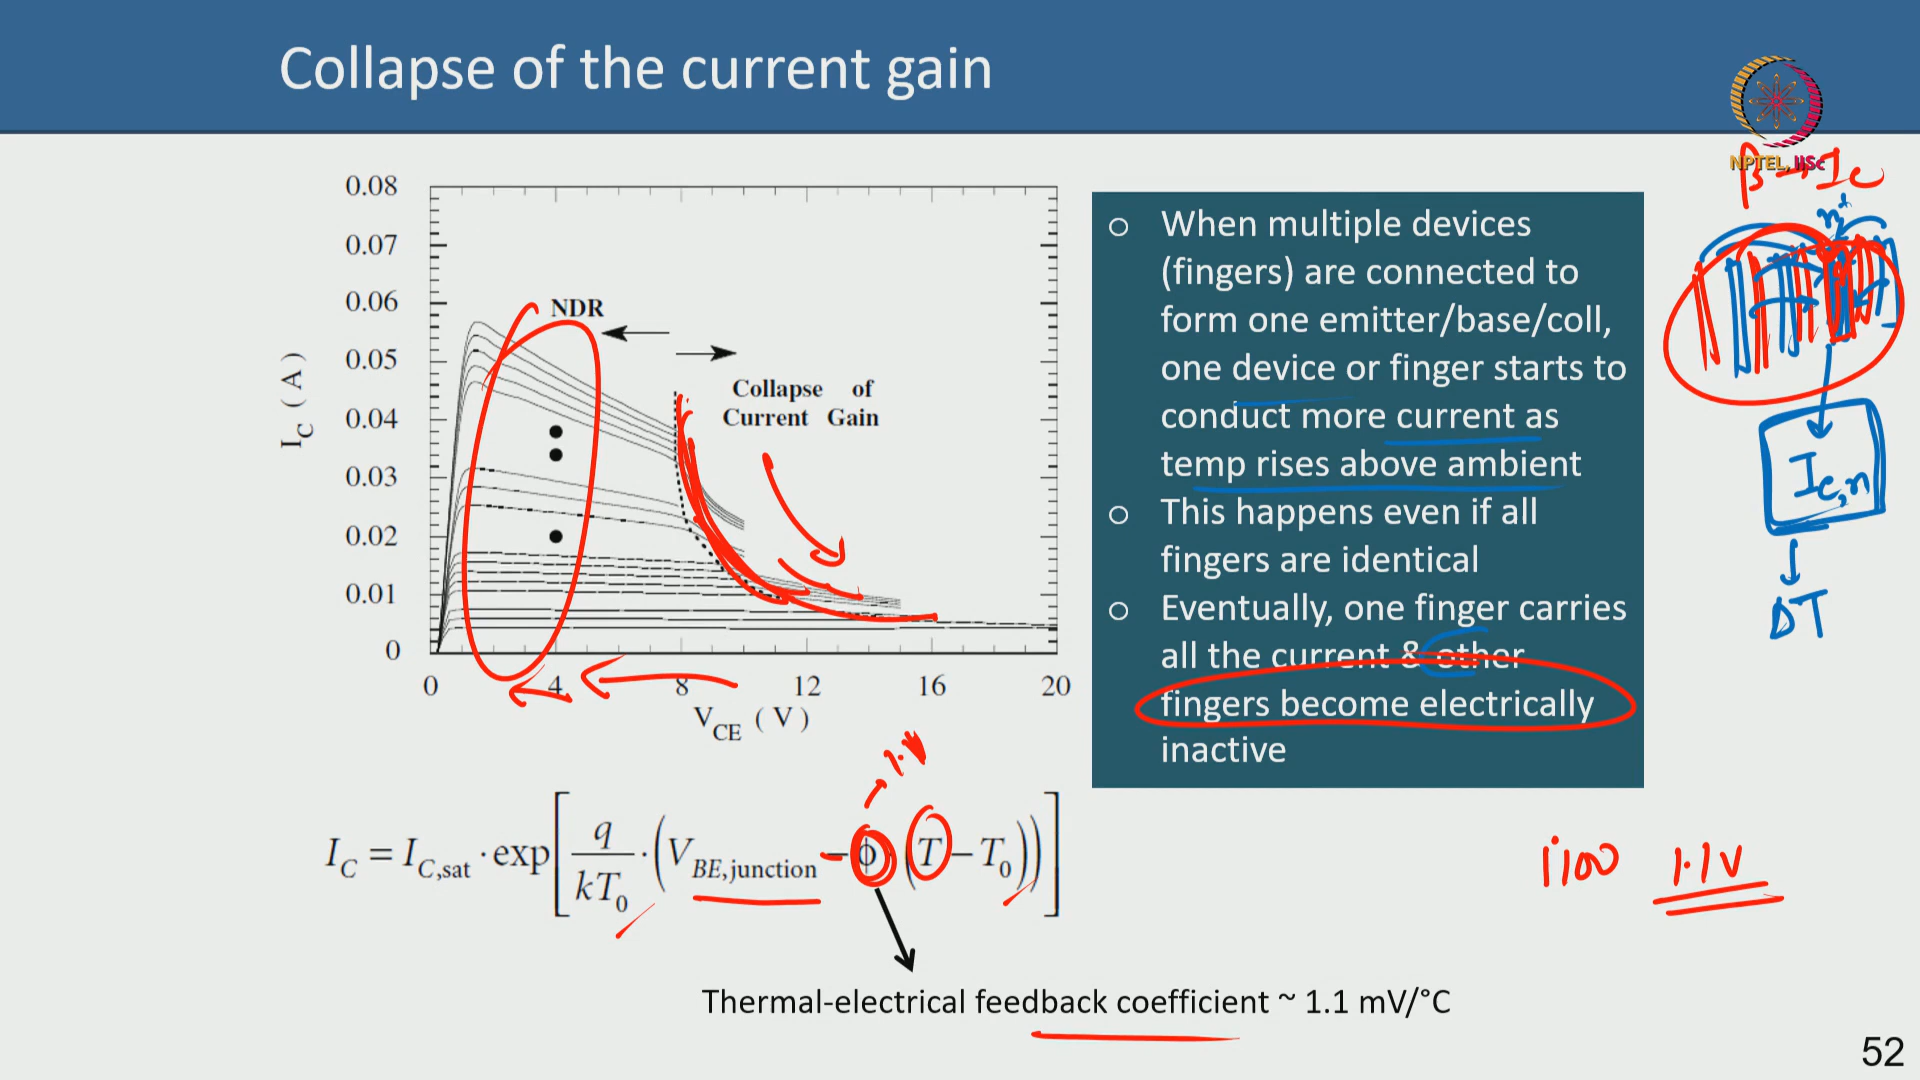 Collapse of the current gain
NPTEL, IISc
β → Ic
n+
0.08
0.07
0.06
0.05
0.04
0.03
0.02
0.01
0
I_C ( A )
NDR
Collapse of
Current Gain
0 4 8 12 16 20
V_CE ( V )
○ When multiple devices
(fingers) are connected to
form one emitter/base/coll,
one device or finger starts to
conduct more current as
temp rises above ambient
○ This happens even if all
fingers are identical
○ Eventually, one finger carries
all the current & other
fingers become electrically
inactive
I_C,n
ΔT
I_C = I_C,sat · exp[ q/kT_0 · (V_BE,junction − ϕ · (T − T_0)) ]
1.1V
Thermal-electrical feedback coefficient ~ 1.1 mV/°C
52